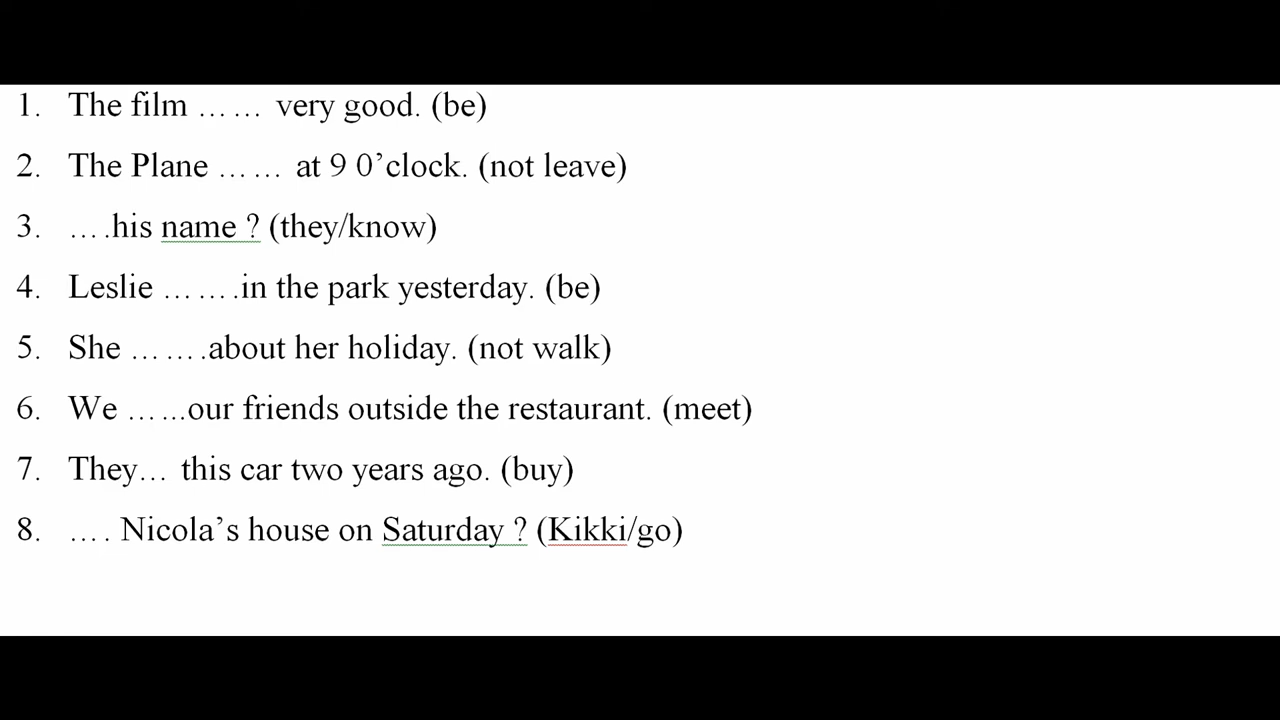 1. The film …… very good. (be)
2. The Plane …… at 9 0’clock. (not leave)
3. ….his name ? (they/know)
4. Leslie …….in the park yesterday. (be)
5. She …….about her holiday. (not walk)
6. We …...our friends outside the restaurant. (meet)
7. They… this car two years ago. (buy)
8. …. Nicola’s house on Saturday ? (Kikki/go)